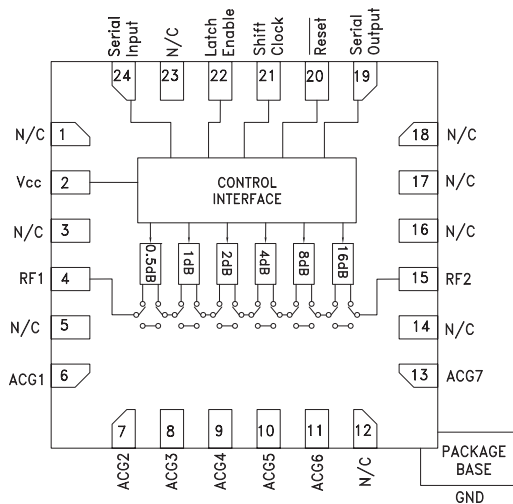 Serial Input
N/C
Latch Enable
Shift Clock
Reset
Serial Output
24
23
22
21
20
19
N/C 1
18 N/C
Vcc 2
17 N/C
CONTROL
INTERFACE
N/C 3
16 N/C
0.5dB
1dB
2dB
4dB
8dB
16dB
RF1 4
15 RF2
N/C 5
14 N/C
ACG1 6
13 ACG7
7
8
9
10
11
12
ACG2
ACG3
ACG4
ACG5
ACG6
N/C
PACKAGE
BASE
GND